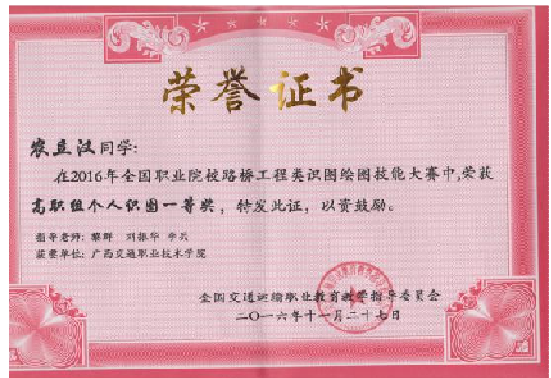 荣誉证书
农立汉同学:
在2016年全国职业院校路桥工程类识图绘图技能大赛中,荣获
高职组个人识图一等奖，特发此证，以资鼓励。
指导老师: 刘振华
获奖单位: 广西交通职业技术学院
全国交通运输职业教育教学指导委员会
二〇一六年十一月二十七日